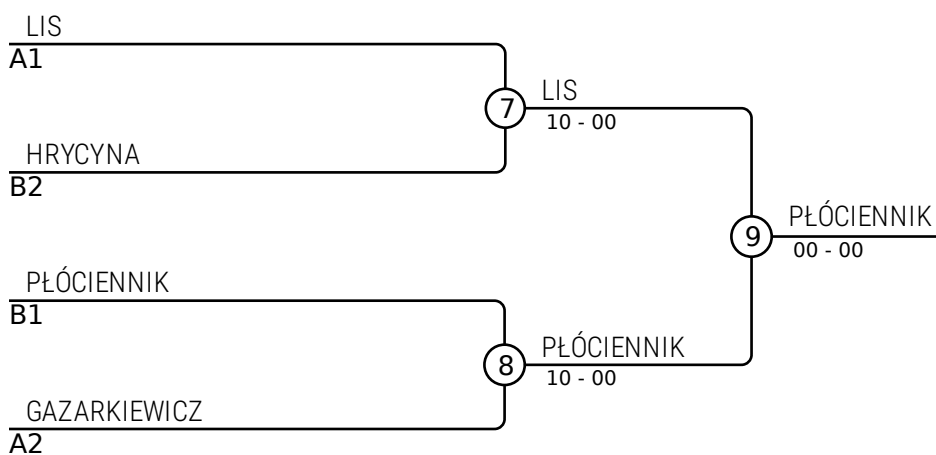 LIS
A1
7
LIS
10 - 00
HRYCYNA
B2
9
PŁÓCIENNIK
00 - 00
PŁÓCIENNIK
B1
8
PŁÓCIENNIK
10 - 00
GAZARKIEWICZ
A2